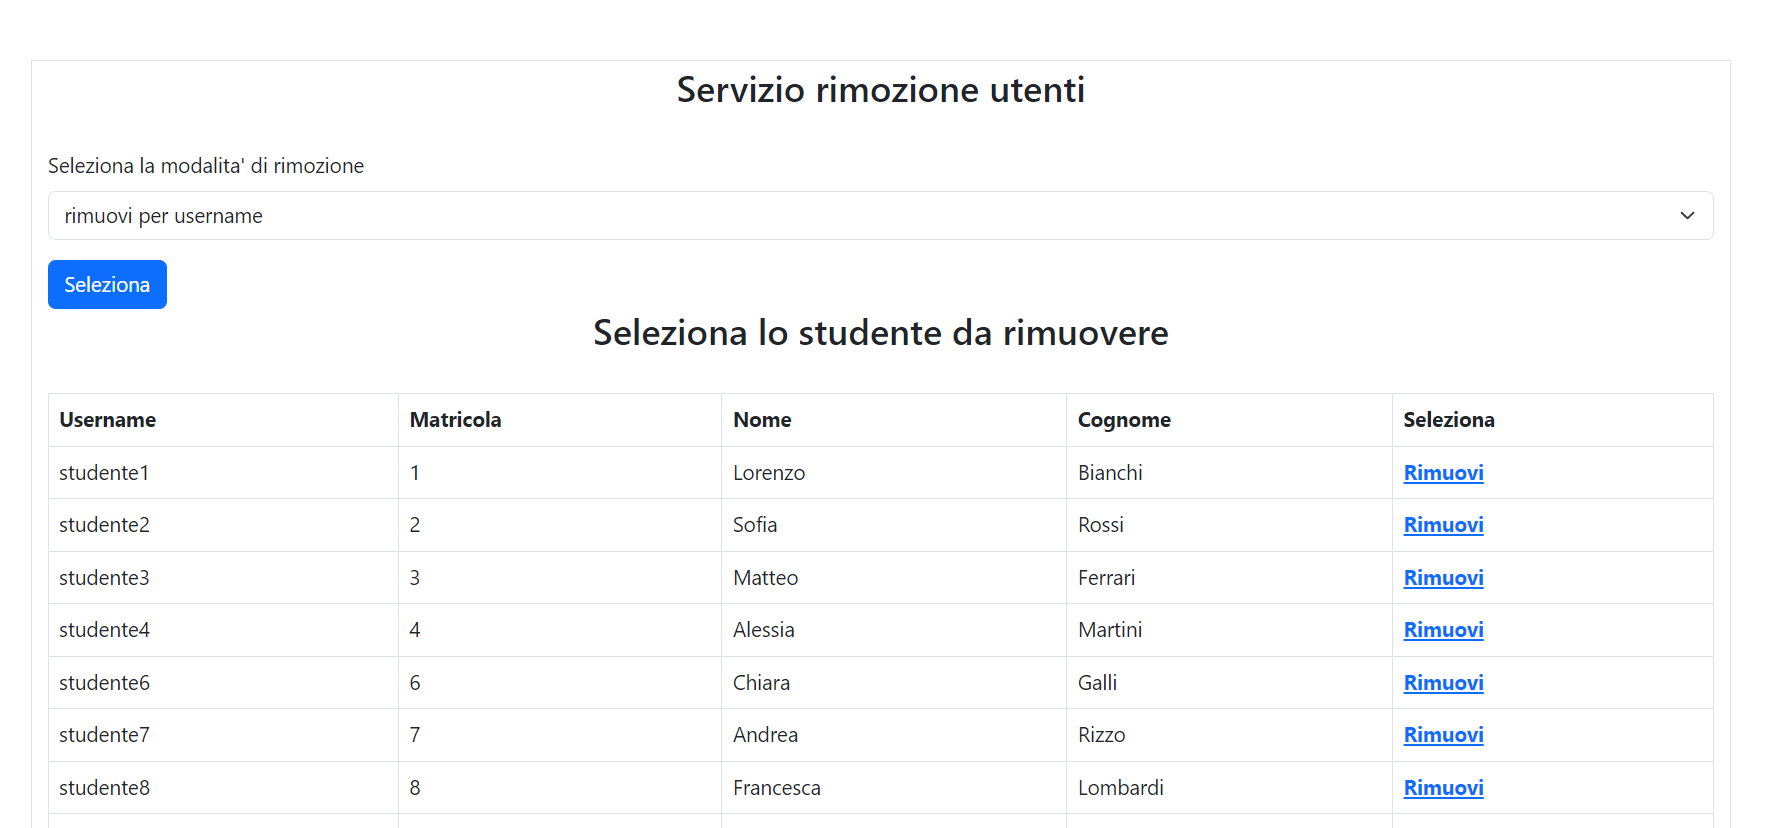 Servizio rimozione utenti
Seleziona la modalita' di rimozione
rimuovi per username
Seleziona
Seleziona lo studente da rimuovere
Username Matricola Nome Cognome Seleziona
studente1 1 Lorenzo Bianchi Rimuovi
studente2 2 Sofia Rossi Rimuovi
studente3 3 Matteo Ferrari Rimuovi
studente4 4 Alessia Martini Rimuovi
studente6 6 Chiara Galli Rimuovi
studente7 7 Andrea Rizzo Rimuovi
studente8 8 Francesca Lombardi Rimuovi